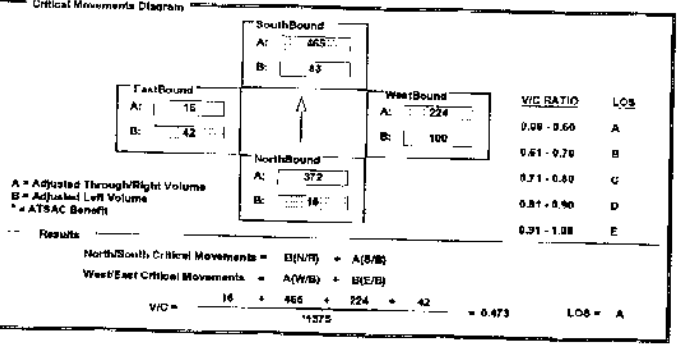 Critical Movements Diagram
SouthBound
A: 465
B: 83
EastBound
A: 16
B: 42
WestBound
A: 224
B: 100
NorthBound
A: 372
B: 16
V/C RATIO LOS
0.00 - 0.60 A
0.61 - 0.70 B
0.71 - 0.80 C
0.81 - 0.90 D
0.91 - 1.00 E
A = Adjusted Through/Right Volume
B = Adjusted Left Volume
* = ATSAC Benefit
Results
North/South Critical Movements = B(N/B) + A(S/B)
West/East Critical Movements = A(W/B) + B(E/B)
V/C = 16 + 465 + 224 + 42
*1375
= 0.473 LOS = A